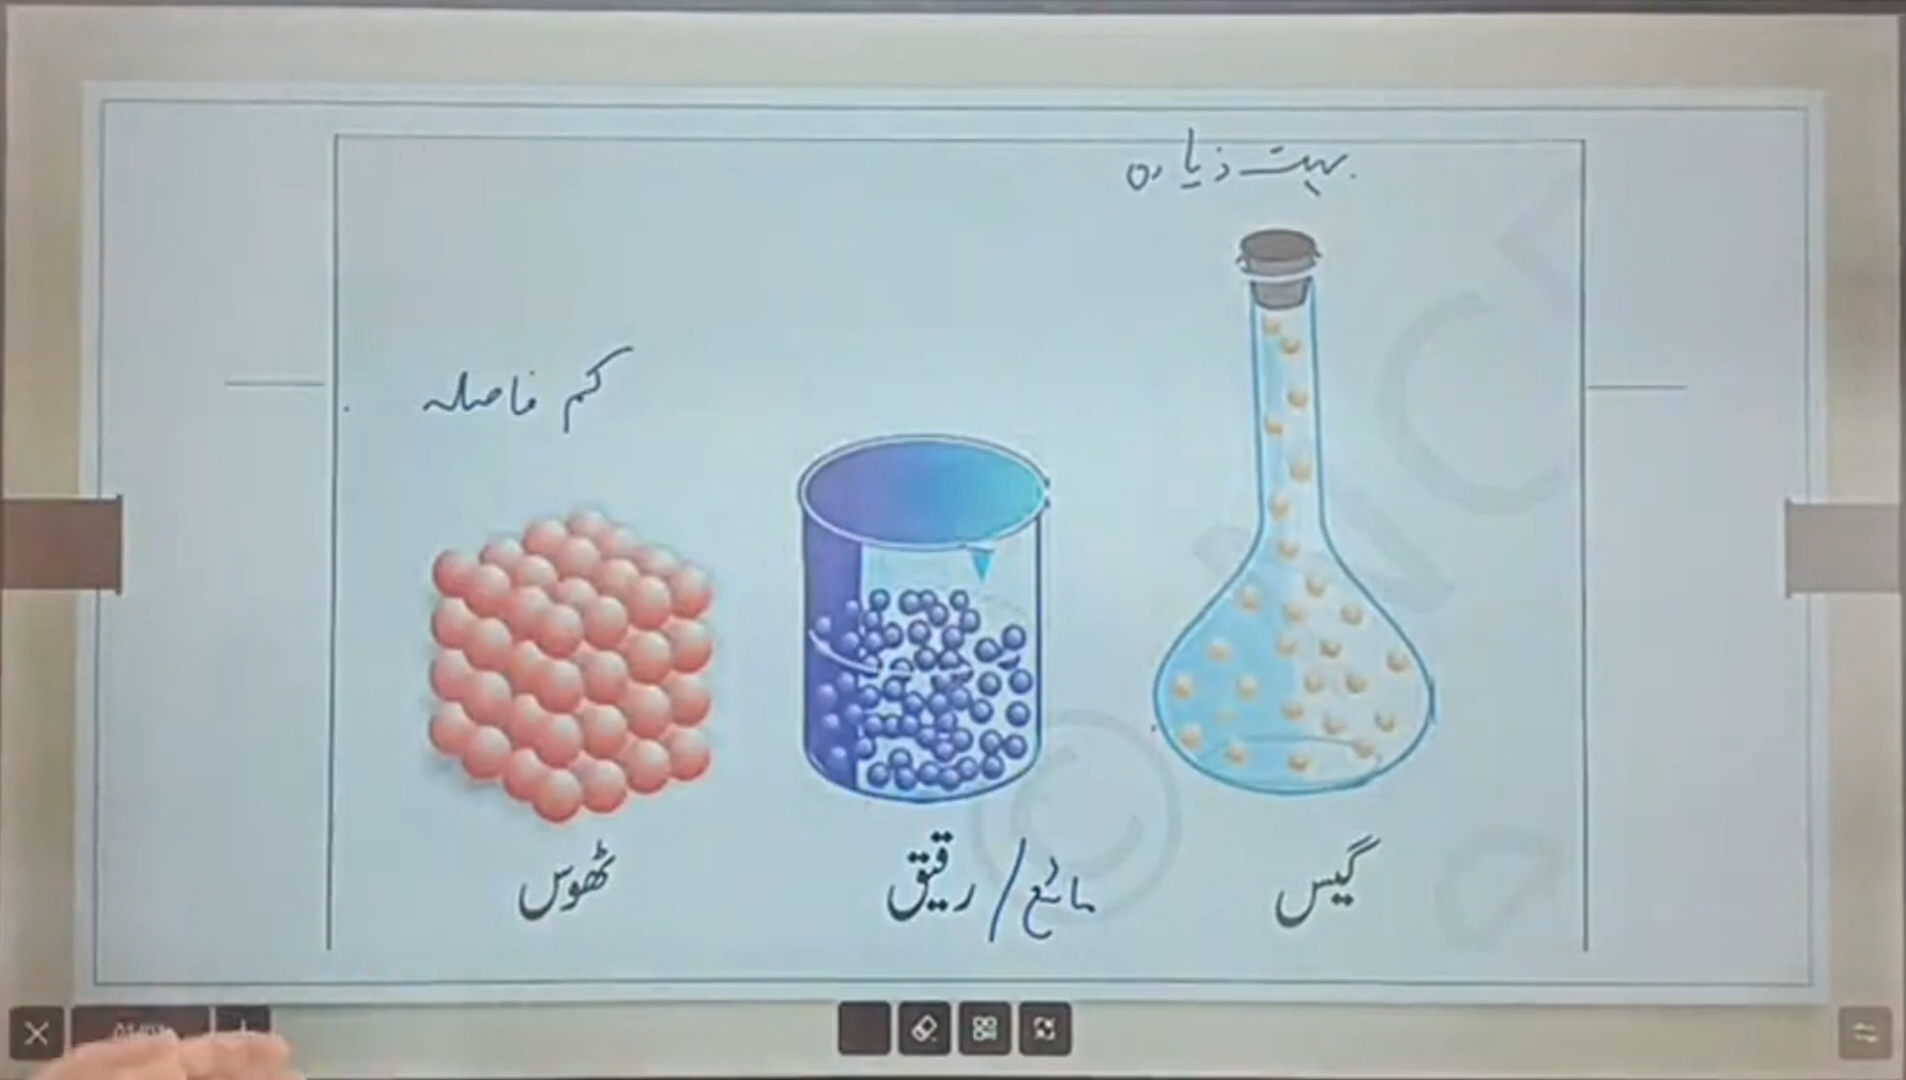 بہت زیادہ
کم فاصلہ
گیس
مائع / رقیق
ٹھوس